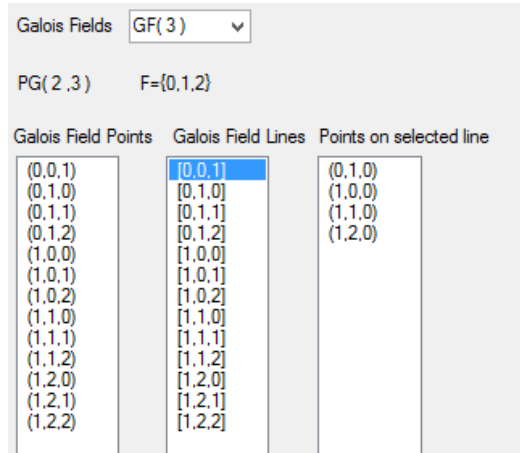 Galois Fields GF( 3 )
PG( 2 ,3 ) F={0,1,2}
Galois Field Points Galois Field Lines Points on selected line
(0,0,1) [0,0,1] (0,1,0)
(0,1,0) [0,1,0] (1,0,0)
(0,1,1) [0,1,1] (1,1,0)
(0,1,2) [0,1,2] (1,2,0)
(1,0,0) [1,0,0]
(1,0,1) [1,0,1]
(1,0,2) [1,0,2]
(1,1,0) [1,1,0]
(1,1,1) [1,1,1]
(1,1,2) [1,1,2]
(1,2,0) [1,2,0]
(1,2,1) [1,2,1]
(1,2,2) [1,2,2]